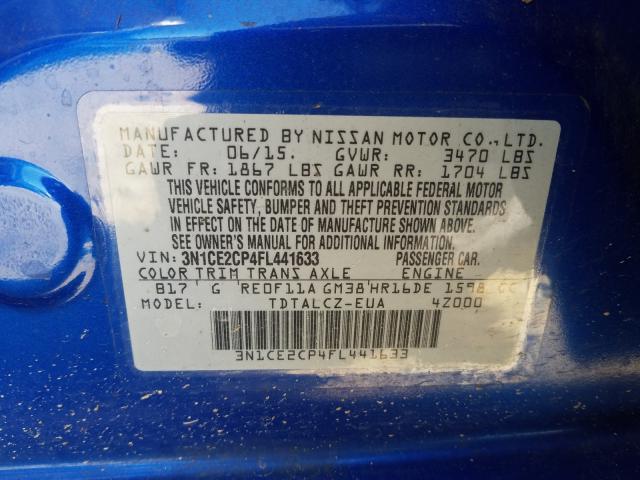 MANUFACTURED BY NISSAN MOTOR CO., LTD.
DATE: 06/15. GVWR: 3470 LBS
GAWR FR: 1867 LBS GAWR RR: 1704 LBS
THIS VEHICLE CONFORMS TO ALL APPLICABLE FEDERAL MOTOR
VEHICLE SAFETY, BUMPER AND THEFT PREVENTION STANDARDS
IN EFFECT ON THE DATE OF MANUFACTURE SHOWN ABOVE.
SEE OWNER'S MANUAL FOR ADDITIONAL INFORMATION.
VIN: 3N1CE2CP4FL441633 PASSENGER CAR.
COLOR TRIM TRANS AXLE ENGINE
B17 G RE0F11A GM38 HR16DE 1598 CC
MODEL: TDTALCZ-EUA 4Z000
3N1CE2CP4FL441633